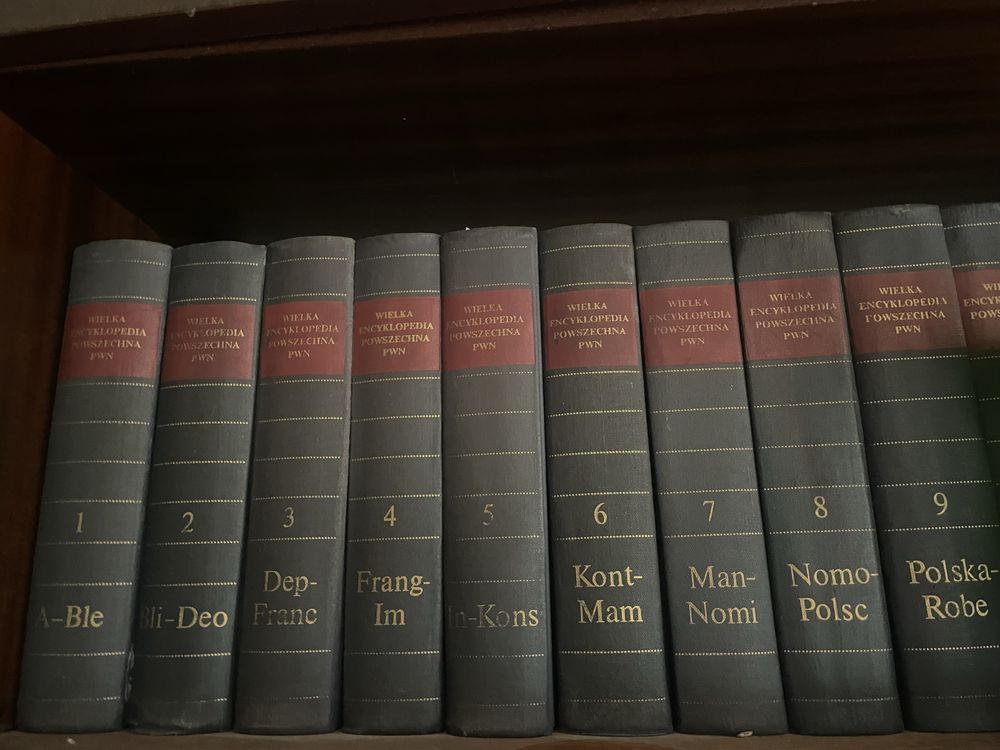 WIELKA
ENCYKLOPEDIA
POWSZECHNA
PWN
1
A-Ble
WIELKA
ENCYKLOPEDIA
POWSZECHNA
PWN
2
Bli-Deo
WIELKA
ENCYKLOPEDIA
POWSZECHNA
PWN
3
Dep-
Franc
WIELKA
ENCYKLOPEDIA
POWSZECHNA
PWN
4
Frang-
Im
WIELKA
ENCYKLOPEDIA
POWSZECHNA
PWN
5
In-Kons
WIELKA
ENCYKLOPEDIA
POWSZECHNA
PWN
6
Kont-
Mam
WIELKA
ENCYKLOPEDIA
POWSZECHNA
PWN
7
Man-
Nomi
WIELKA
ENCYKLOPEDIA
POWSZECHNA
PWN
8
Nomo-
Polsc
WIELKA
ENCYKLOPEDIA
POWSZECHNA
PWN
9
Polska-
Robe